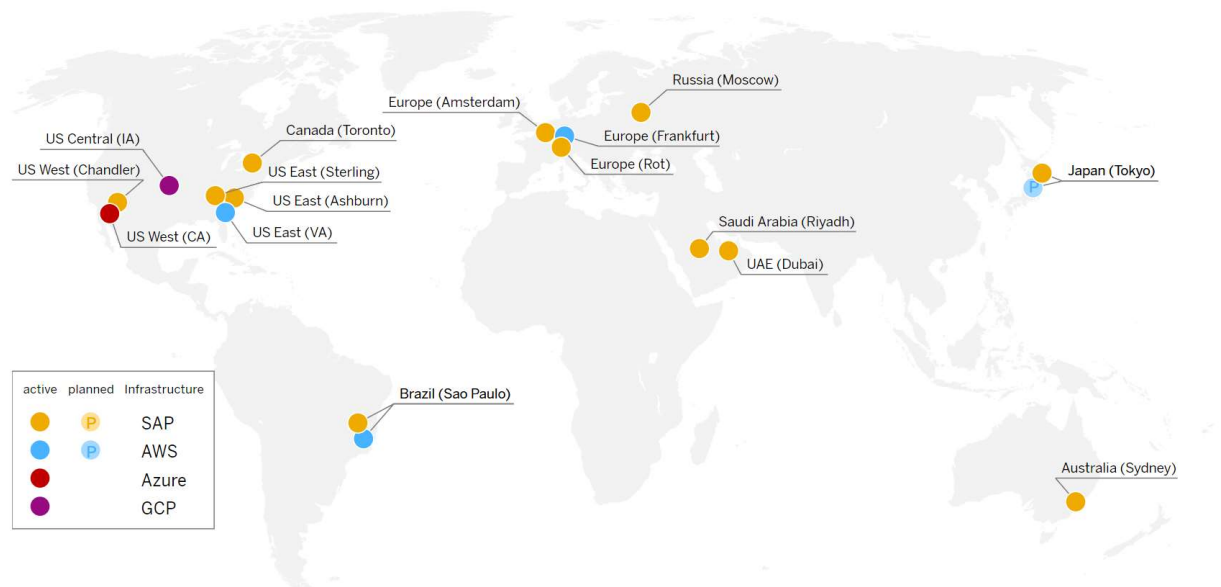 Russia (Moscow)
Europe (Amsterdam)
Canada (Toronto)
Europe (Frankfurt)
US Central (IA)
Europe (Rot)
US West (Chandler)
US East (Sterling)
Japan (Tokyo)
P
US East (Ashburn)
Saudi Arabia (Riyadh)
US West (CA)
US East (VA)
UAE (Dubai)
active planned Infrastructure
P SAP
P AWS
Azure
GCP
Brazil (Sao Paulo)
Australia (Sydney)